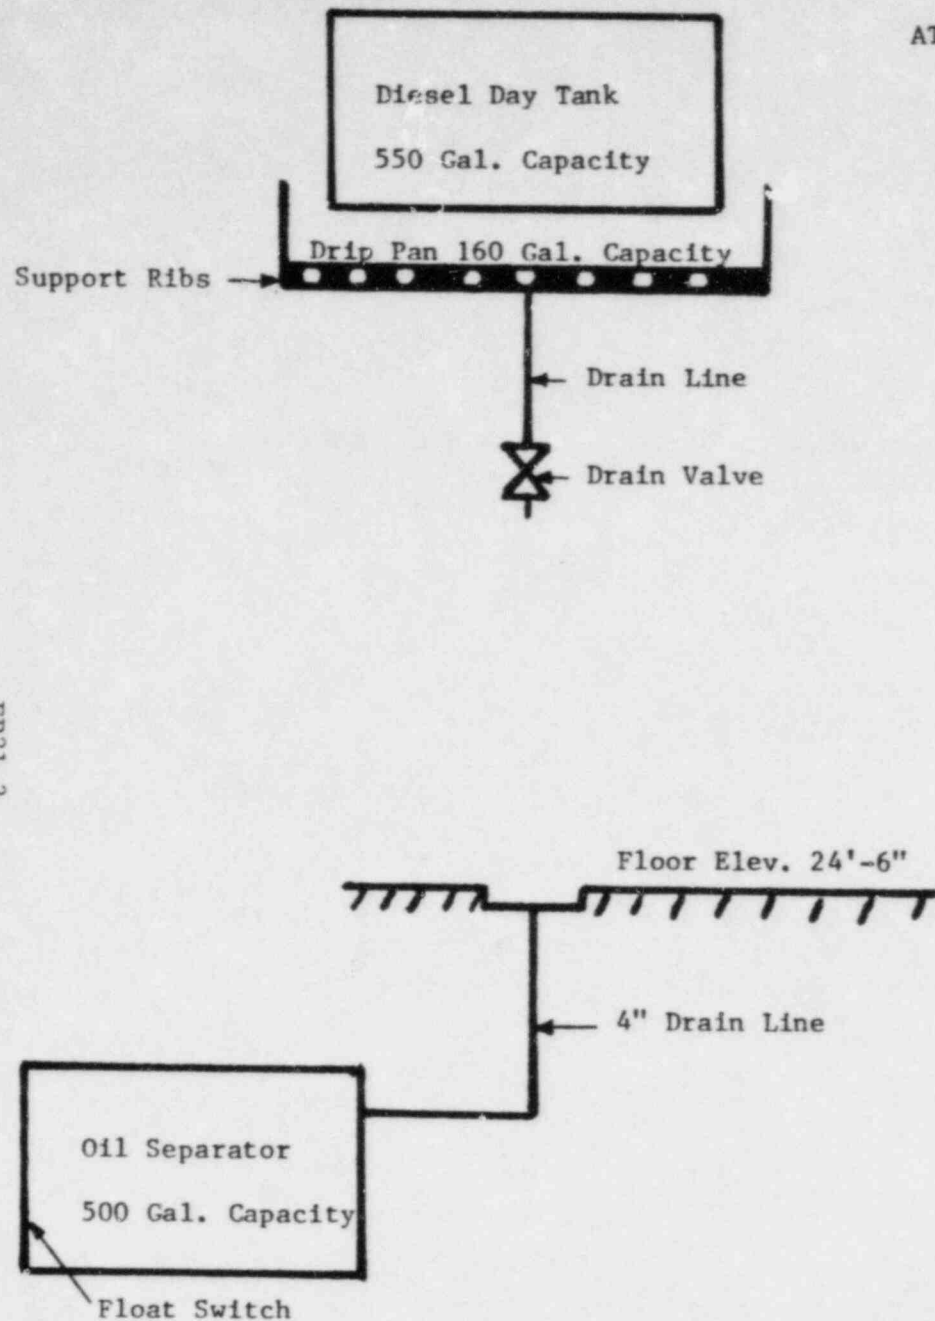 AT
Diesel Day Tank
550 Gal. Capacity
Drip Pan 160 Gal. Capacity
Support Ribs
Drain Line
Drain Valve
Floor Elev. 24'-6"
4" Drain Line
Oil Separator
500 Gal. Capacity
Float Switch